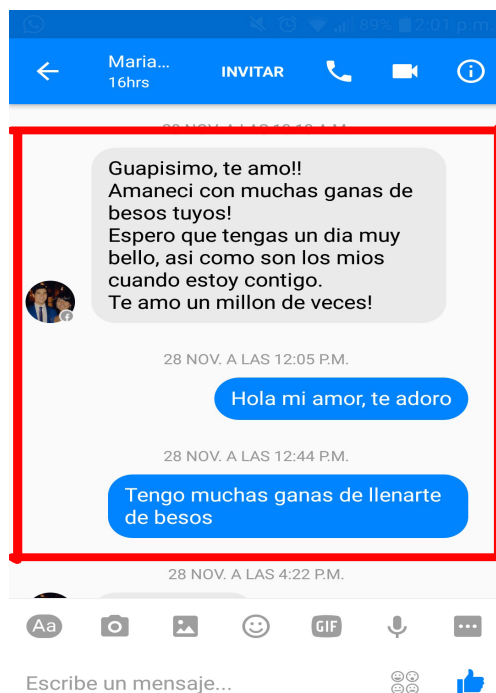 89% 2:01 p.m.
Maria...
16hrs
INVITAR
Guapisimo, te amo!!
Amaneci con muchas ganas de
besos tuyos!
Espero que tengas un dia muy
bello, asi como son los mios
cuando estoy contigo.
Te amo un millon de veces!
28 NOV. A LAS 12:05 P.M.
Hola mi amor, te adoro
28 NOV. A LAS 12:44 P.M.
Tengo muchas ganas de llenarte
de besos
28 NOV. A LAS 4:22 P.M.
Aa
GIF
Escribe un mensaje...